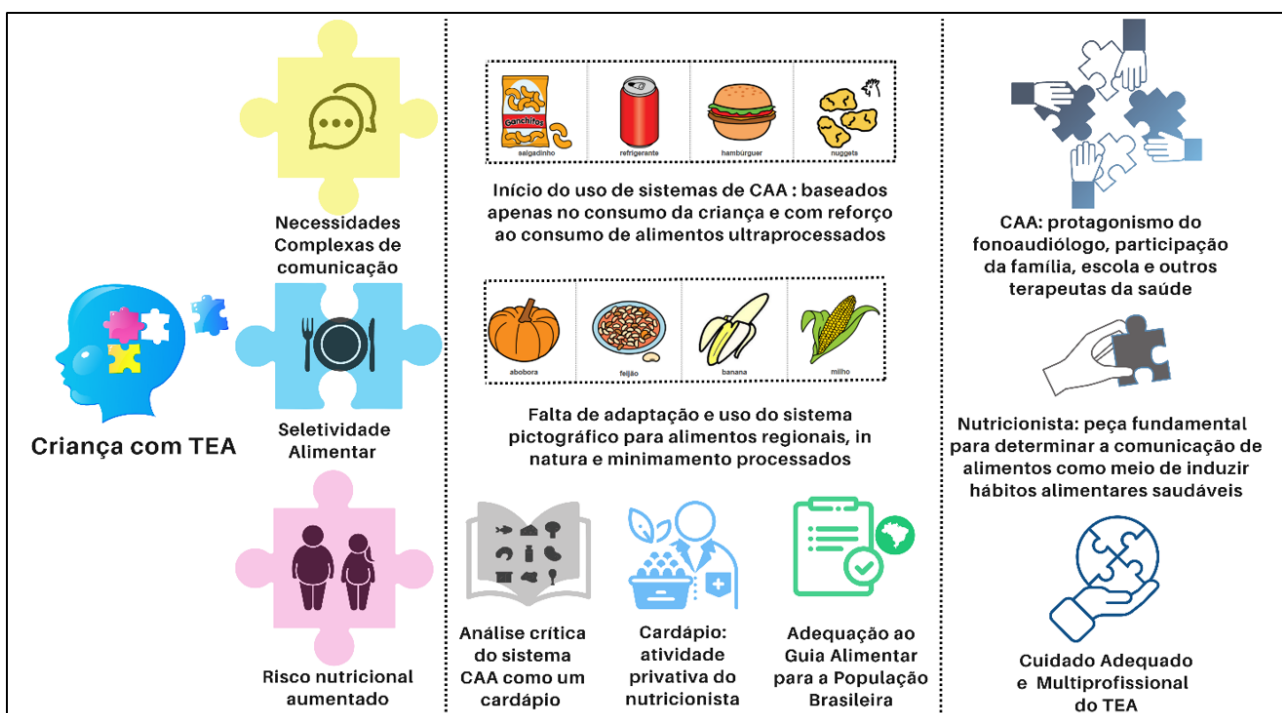 Criança com TEA
Necessidades
Complexas de
comunicação
Seletividade
Alimentar
Risco nutricional
aumentado
Ganchitos
salgadinho
refrigerante
hambúrguer
nuggets
Início do uso de sistemas de CAA : baseados
apenas no consumo da criança e com reforço
ao consumo de alimentos ultraprocessados
abobora
feijão
banana
milho
Falta de adaptação e uso do sistema
pictográfico para alimentos regionais, in
natura e minimamento processados
Análise crítica
do sistema
CAA como um
cardápio
Cardápio:
atividade
privativa do
nutricionista
Adequação ao
Guia Alimentar
para a População
Brasileira
CAA: protagonismo do
fonoaudiólogo, participação
da família, escola e outros
terapeutas da saúde
Nutricionista: peça fundamental
para determinar a comunicação de
alimentos como meio de induzir
hábitos alimentares saudáveis
Cuidado Adequado
e Multiprofissional
do TEA